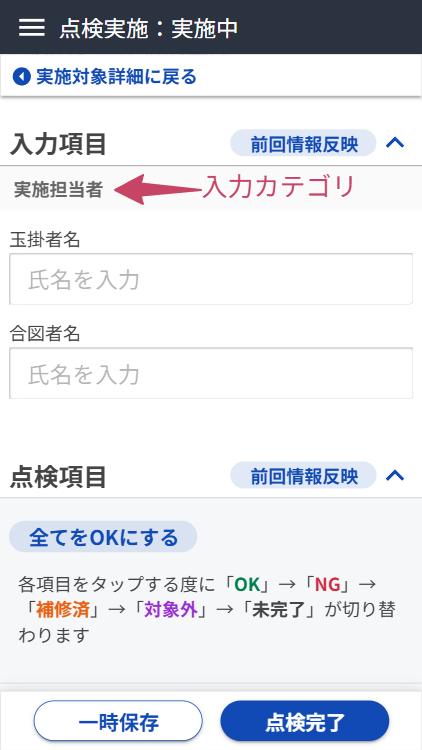 点検実施：実施中
実施対象詳細に戻る
入力項目 前回情報反映
実施担当者 入力カテゴリ
玉掛者名
氏名を入力
合図者名
氏名を入力
点検項目 前回情報反映
全てをOKにする
各項目をタップする度に「OK」→「NG」→
「補修済」→「対象外」→「未完了」が切り替
わります
一時保存 点検完了